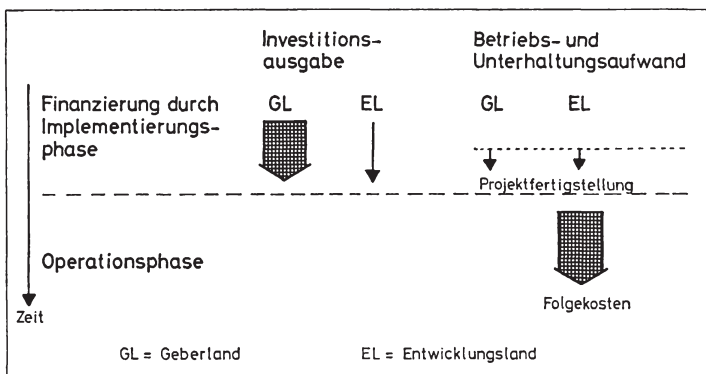 Investitions-
ausgabe
Betriebs- und
Unterhaltungsaufwand
Finanzierung durch
Implementierungs-
phase
GL
EL
GL
EL
Projektfertigstellung
Operationsphase
Folgekosten
Zeit
GL = Geberland
EL = Entwicklungsland